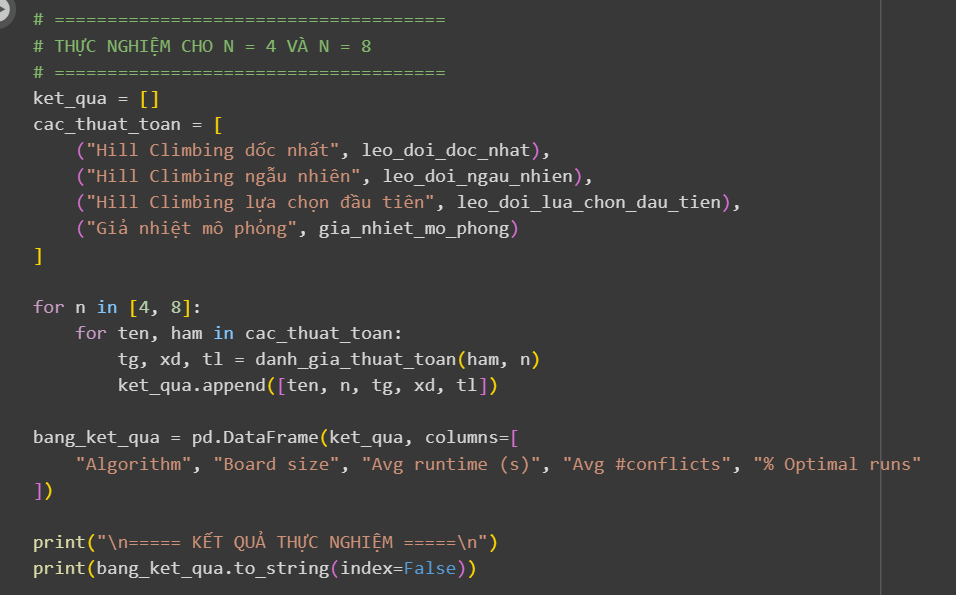 # =====================================
# THỰC NGHIỆM CHO N = 4 VÀ N = 8
# =====================================
ket_qua = []
cac_thuat_toan = [
    ("Hill Climbing dốc nhất", leo_doi_doc_nhat),
    ("Hill Climbing ngẫu nhiên", leo_doi_ngau_nhien),
    ("Hill Climbing lựa chọn đầu tiên", leo_doi_lua_chon_dau_tien),
    ("Giả nhiệt mô phỏng", gia_nhiet_mo_phong)
]
for n in [4, 8]:
    for ten, ham in cac_thuat_toan:
        tg, xd, tl = danh_gia_thuat_toan(ham, n)
        ket_qua.append([ten, n, tg, xd, tl])
bang_ket_qua = pd.DataFrame(ket_qua, columns=[
    "Algorithm", "Board size", "Avg runtime (s)", "Avg #conflicts", "% Optimal runs"
])
print("\n===== KẾT QUẢ THỰC NGHIỆM =====\n")
print(bang_ket_qua.to_string(index=False))